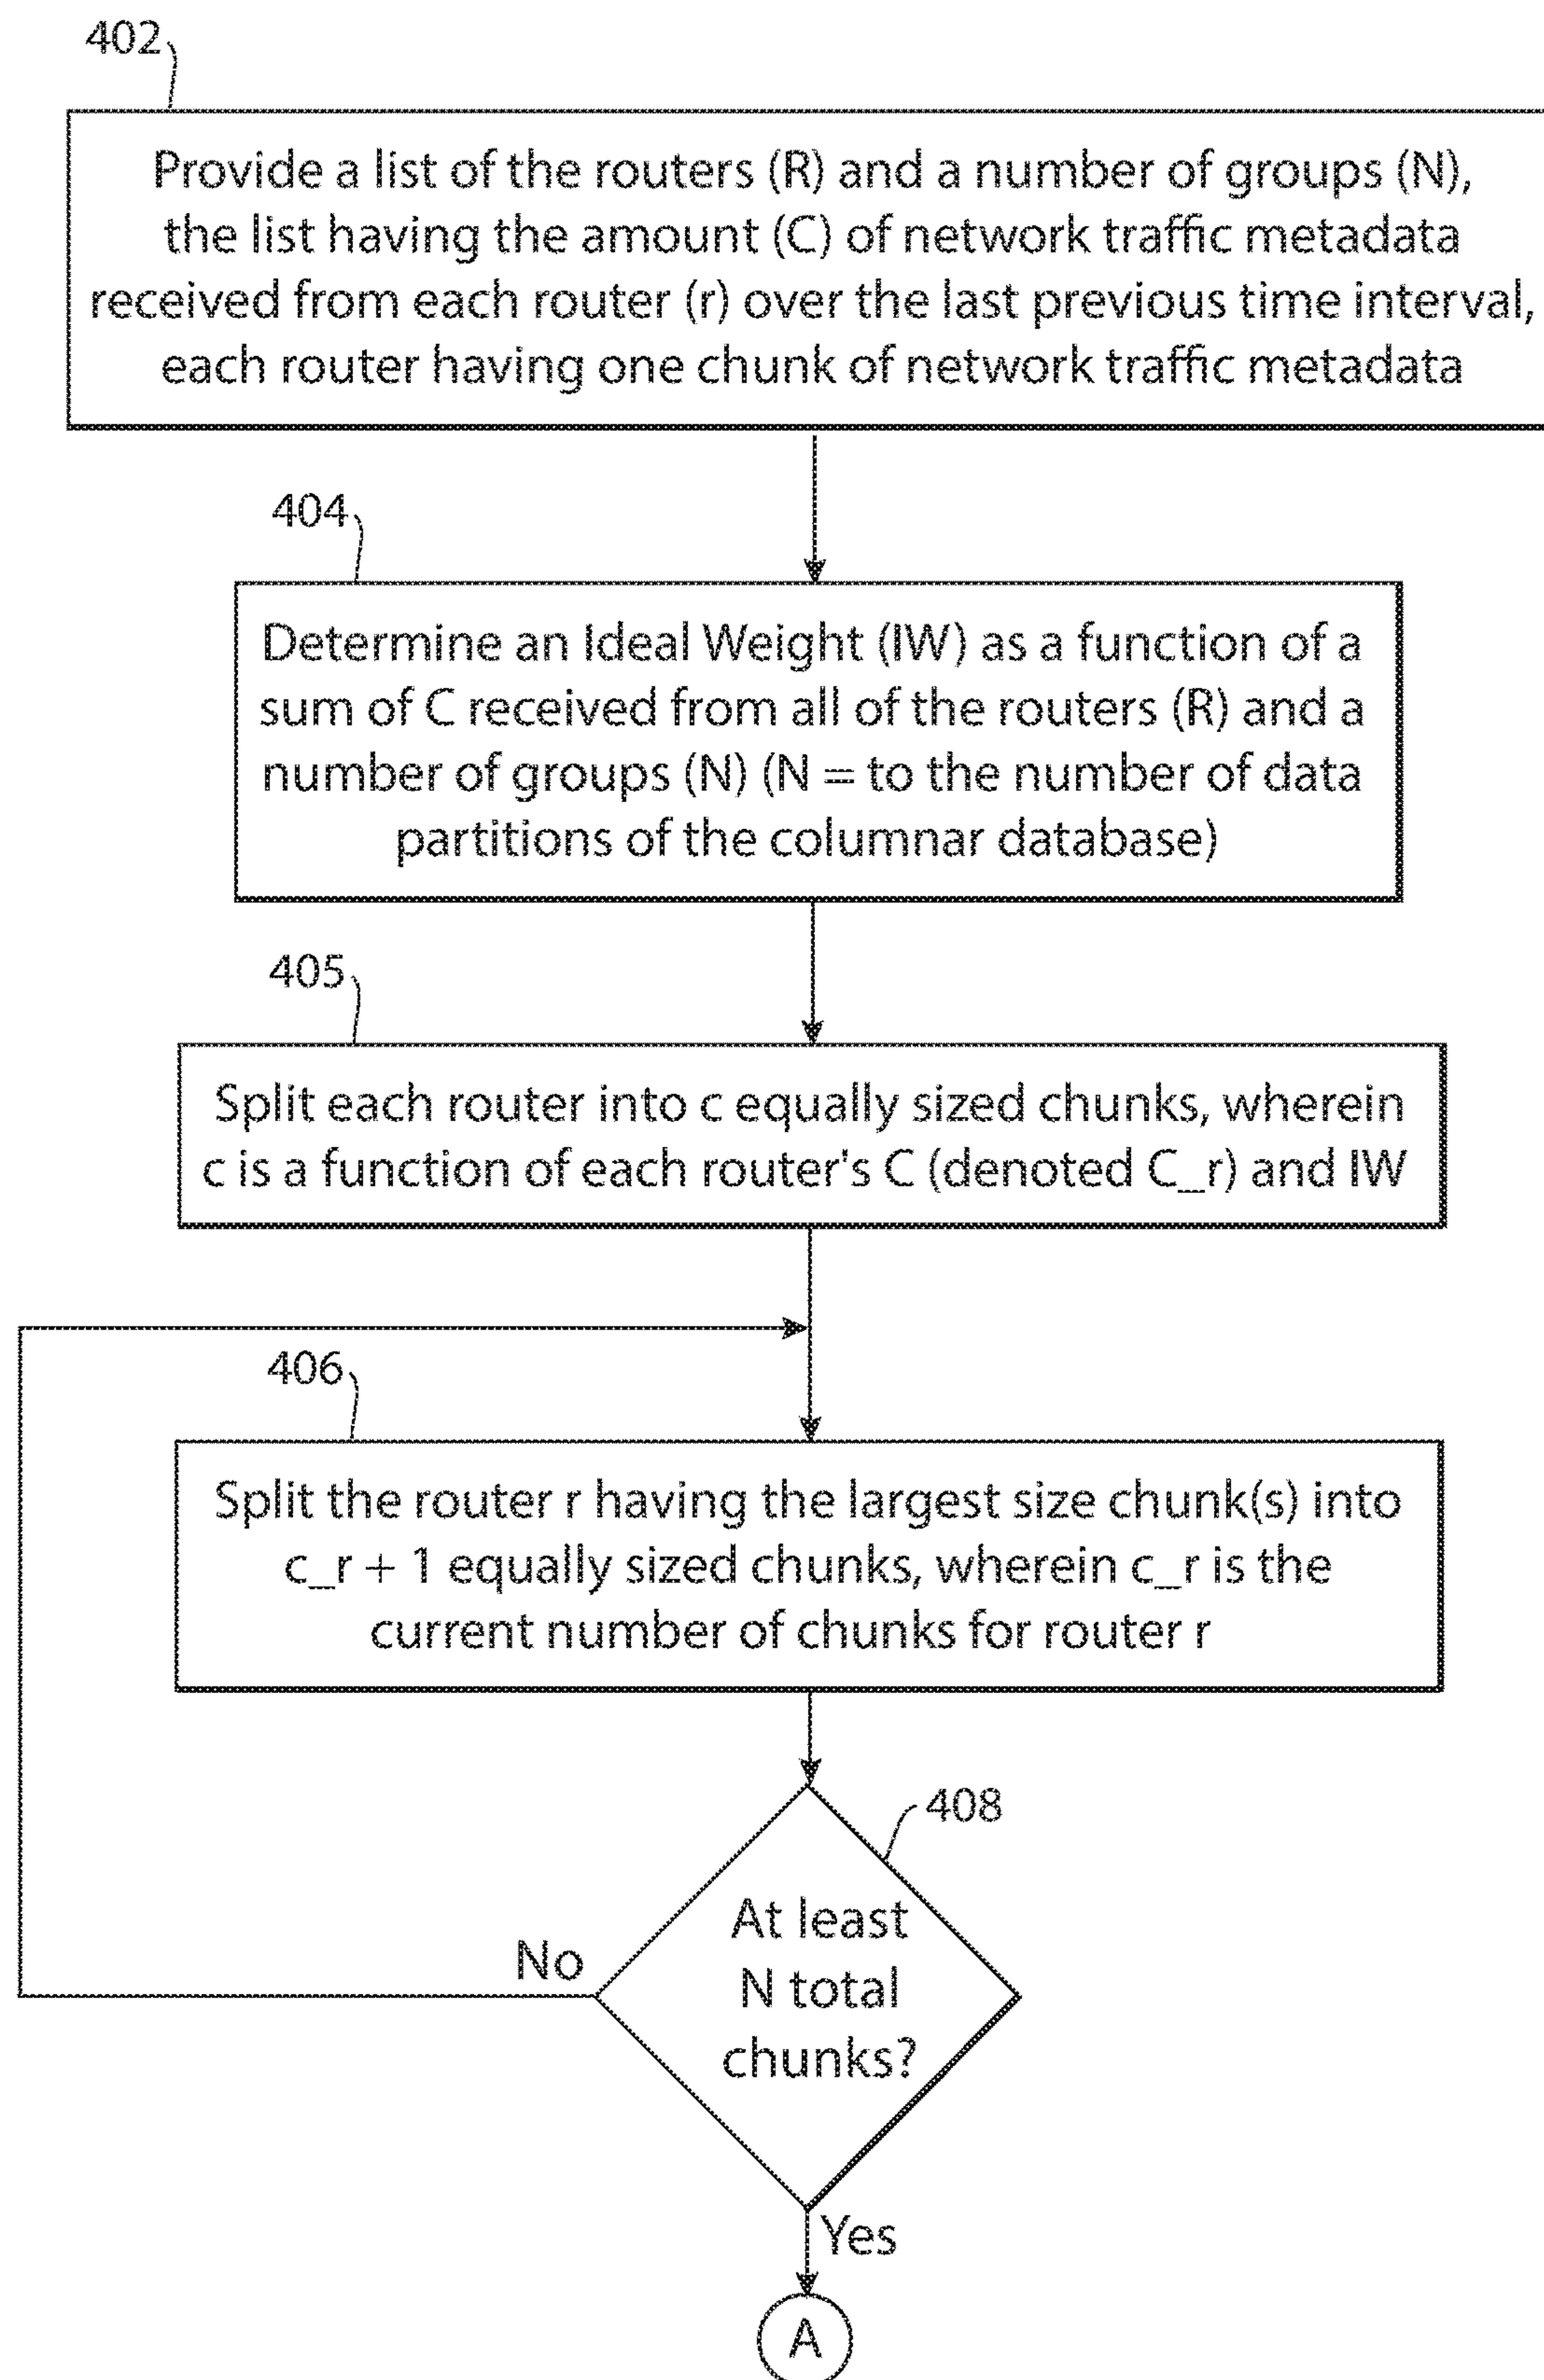 402
Provide a list of the routers (R) and a number of groups (N),
the list having the amount (C) of network traffic metadata
received from each router (r) over the last previous time interval,
each router having one chunk of network traffic metadata
404
Determine an Ideal Weight (IW) as a function of a
sum of C received from all of the routers (R) and a
number of groups (N) (N = to the number of data
partitions of the columnar database)
405
Split each router into c equally sized chunks, wherein
c is a function of each router's C (denoted C_r) and IW
406
Split the router r having the largest size chunk(s) into
c_r + 1 equally sized chunks, wherein c_r is the
current number of chunks for router r
408
At least
N total
chunks?
No
Yes
A